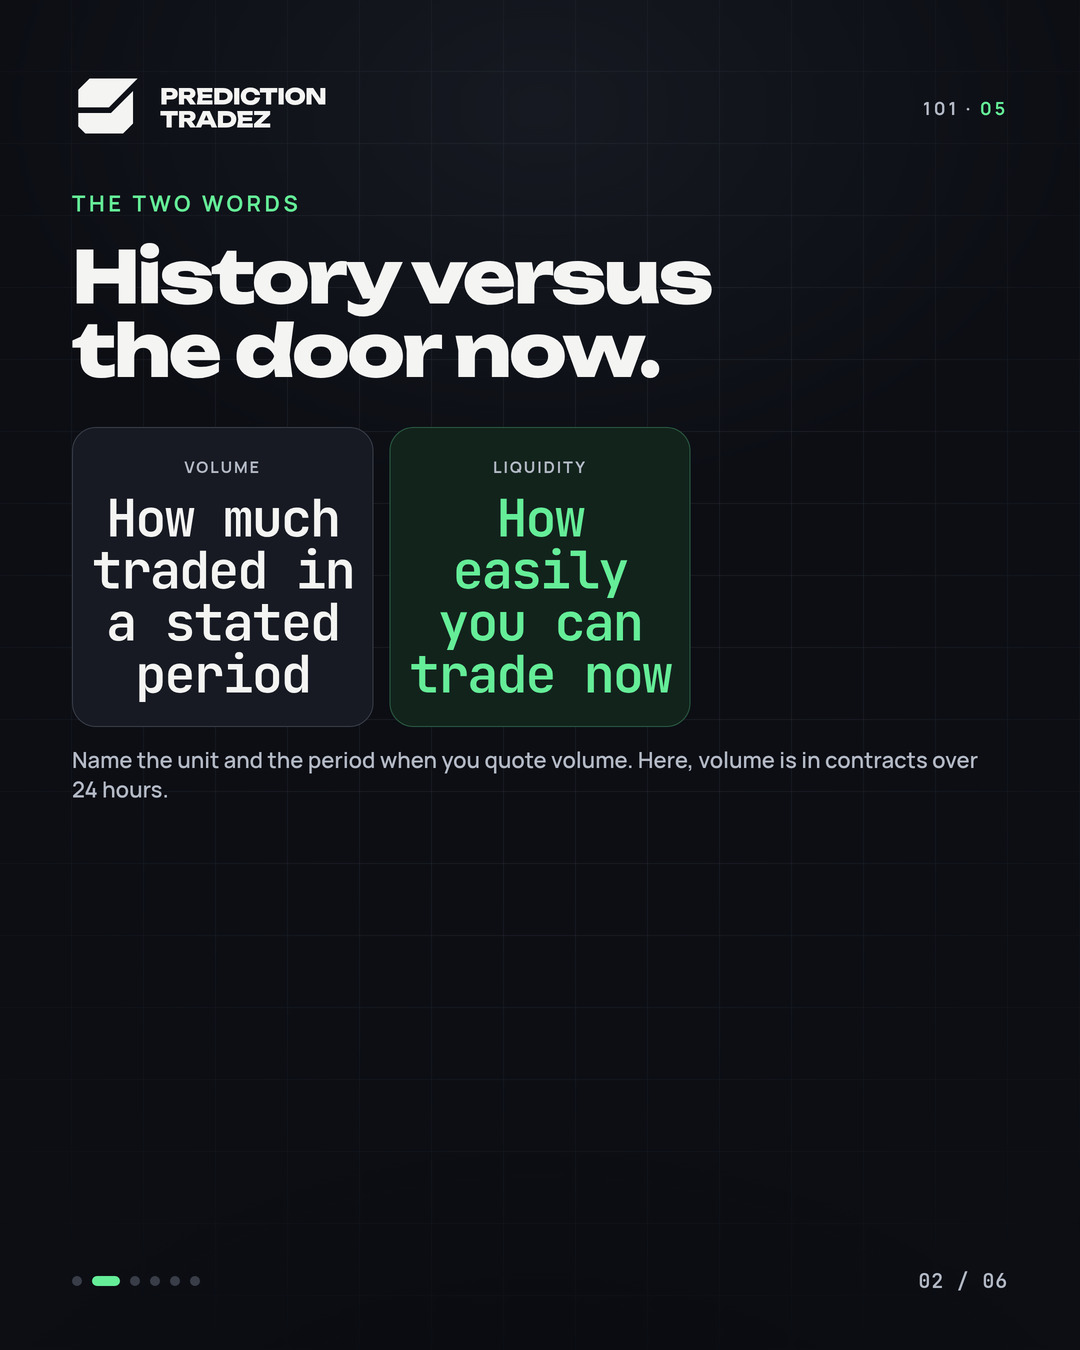 PREDICTION
TRADEZ
101 · 05
THE TWO WORDS
History versus
the door now.
VOLUME
How much
traded in
a stated
period
LIQUIDITY
How
easily
you can
trade now
Name the unit and the period when you quote volume. Here, volume is in contracts over
24 hours.
02 / 06